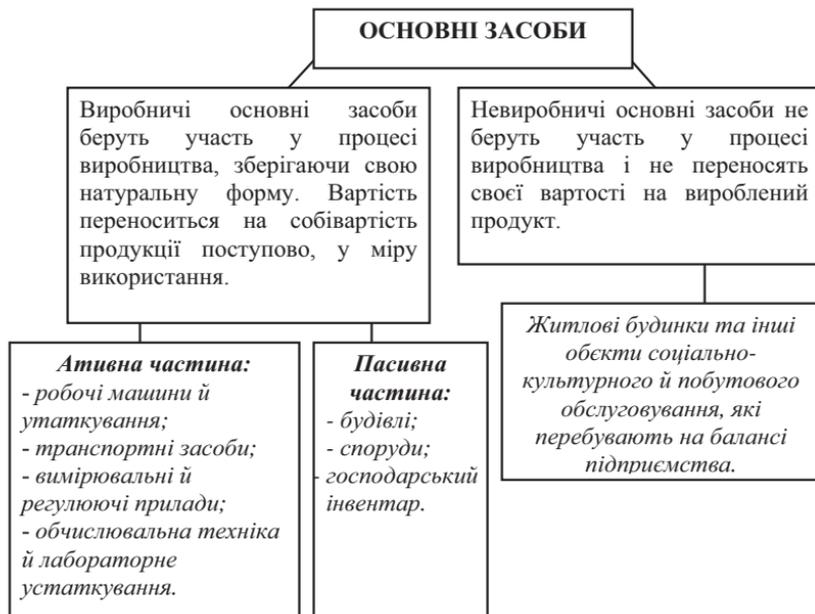 ОСНОВНІ ЗАСОБИ
Виробничі основні засоби
беруть участь у процесі
виробництва, зберігаючи свою
натуральну форму. Вартість
переноситься на собівартість
продукції поступово, у міру
використання.
Невиробничі основні засоби не
беруть участь у процесі
виробництва і не переносять
своєї вартості на вироблений
продукт.
Ативна частина:
- робочі машини й
утаткування;
- транспортні засоби;
- вимірювальні й
регулюючі прилади;
- обчислювальна техніка
й лабораторне
устаткування.
Пасивна
частина:
- будівлі;
- споруди;
- господарський
інвентар.
Житлові будинки та інші
обєкти соціально-
культурного й побутового
обслуговування, які
перебувають на балансі
підприємства.